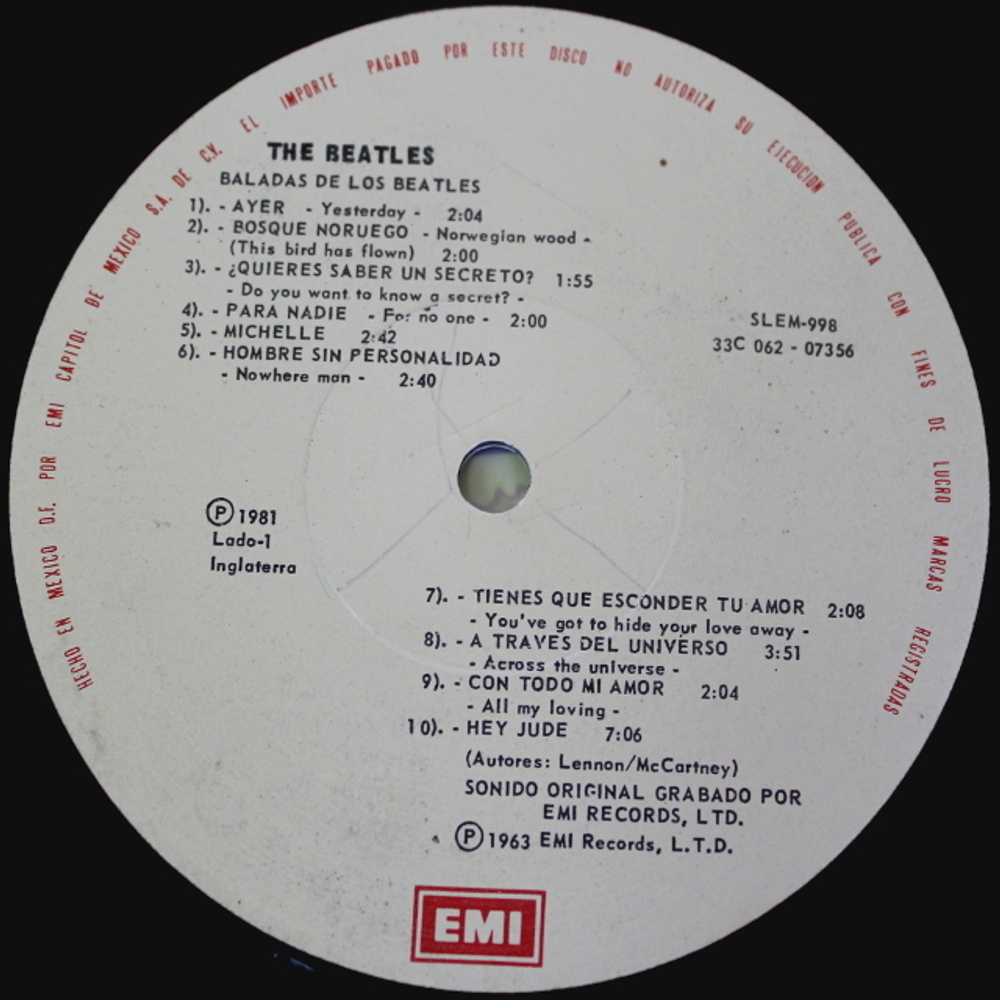 HECHO EN MEXICO D.F. POR EMI CAPITOL DE MEXICO S.A. DE C.V. EL IMPORTE PAGADO POR ESTE DISCO NO AUTORIZA SU EJECUCION PUBLICA CON FINES DE LUCRO MARCAS REGISTRADAS
THE BEATLES
BALADAS DE LOS BEATLES
1). - AYER - Yesterday - 2:04
2). - BOSQUE NORUEGO - Norwegian wood -
(This bird has flown) 2:00
3). - ¿QUIERES SABER UN SECRETO? 1:55
- Do you want to know a secret? -
4). - PARA NADIE - For no one - 2:00
5). - MICHELLE 2:42
6). - HOMBRE SIN PERSONALIDAD
- Nowhere man - 2:40
SLEM-998
33C 062 - 07356
Ⓟ 1981
Lado-1
Inglaterra
7). - TIENES QUE ESCONDER TU AMOR 2:08
- You've got to hide your love away -
8). - A TRAVES DEL UNIVERSO 3:51
- Across the universe -
9). - CON TODO MI AMOR 2:04
- All my loving -
10). - HEY JUDE 7:06
(Autores: Lennon/McCartney)
SONIDO ORIGINAL GRABADO POR
EMI RECORDS, LTD.
Ⓟ 1963 EMI Records, L.T.D.
EMI